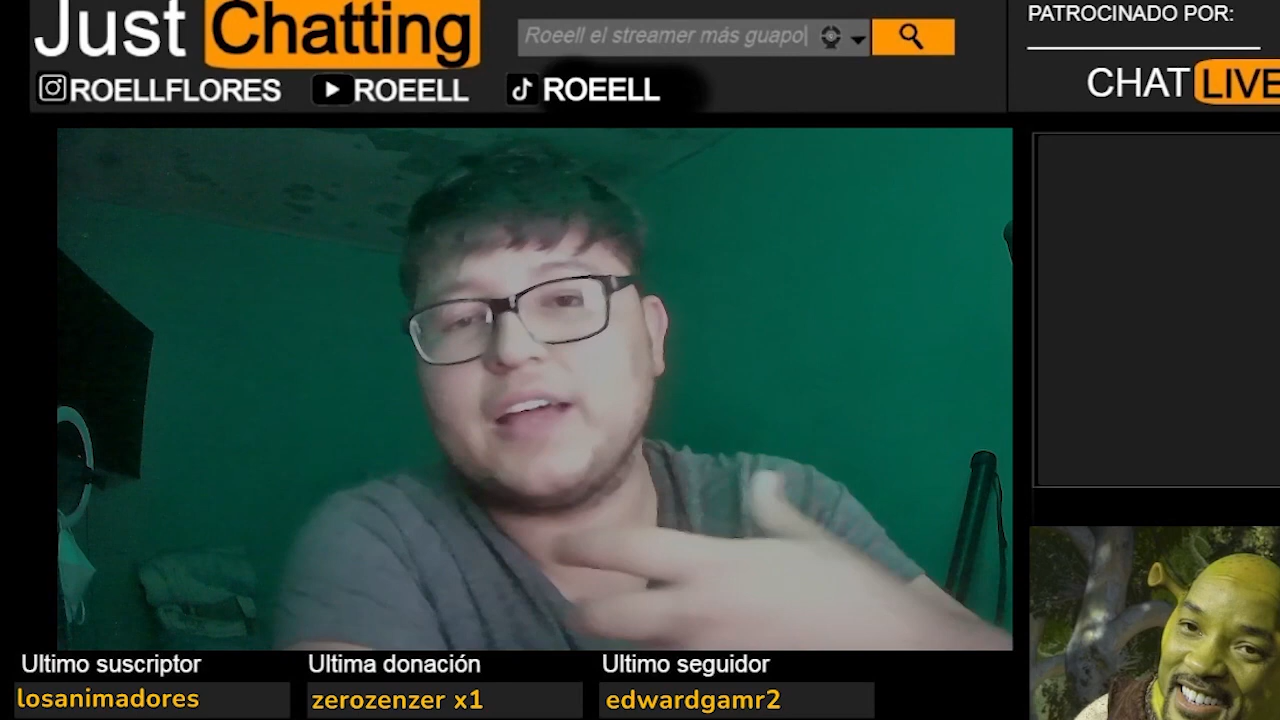 Just Chatting
Roeell el streamer más guapo
PATROCINADO POR:
ROELLFLORES
ROEELL
ROEELL
CHAT LIVE
Ultimo suscriptor
Ultima donación
Ultimo seguidor
losanimadores
zerozenzer x1
edwardgamr2